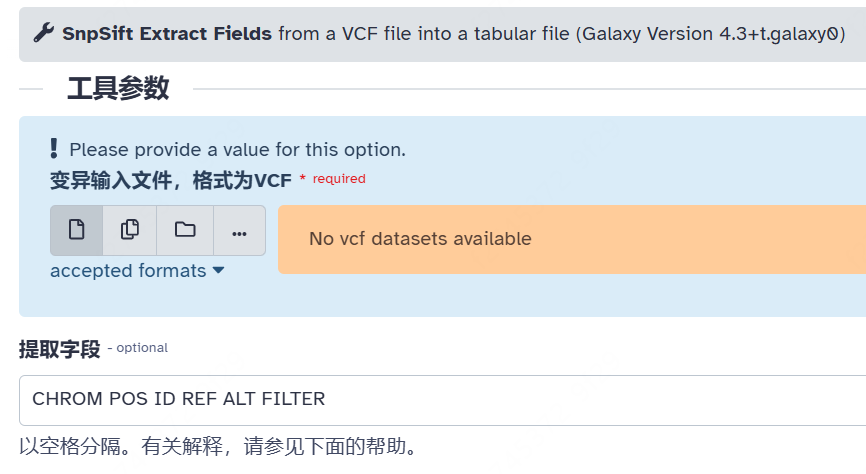 SnpSift Extract Fields from a VCF file into a tabular file (Galaxy Version 4.3+t.galaxy0)
工具参数
Please provide a value for this option.
变异输入文件，格式为VCF * required
No vcf datasets available
accepted formats
提取字段 - optional
CHROM POS ID REF ALT FILTER
以空格分隔。有关解释，请参见下面的帮助。